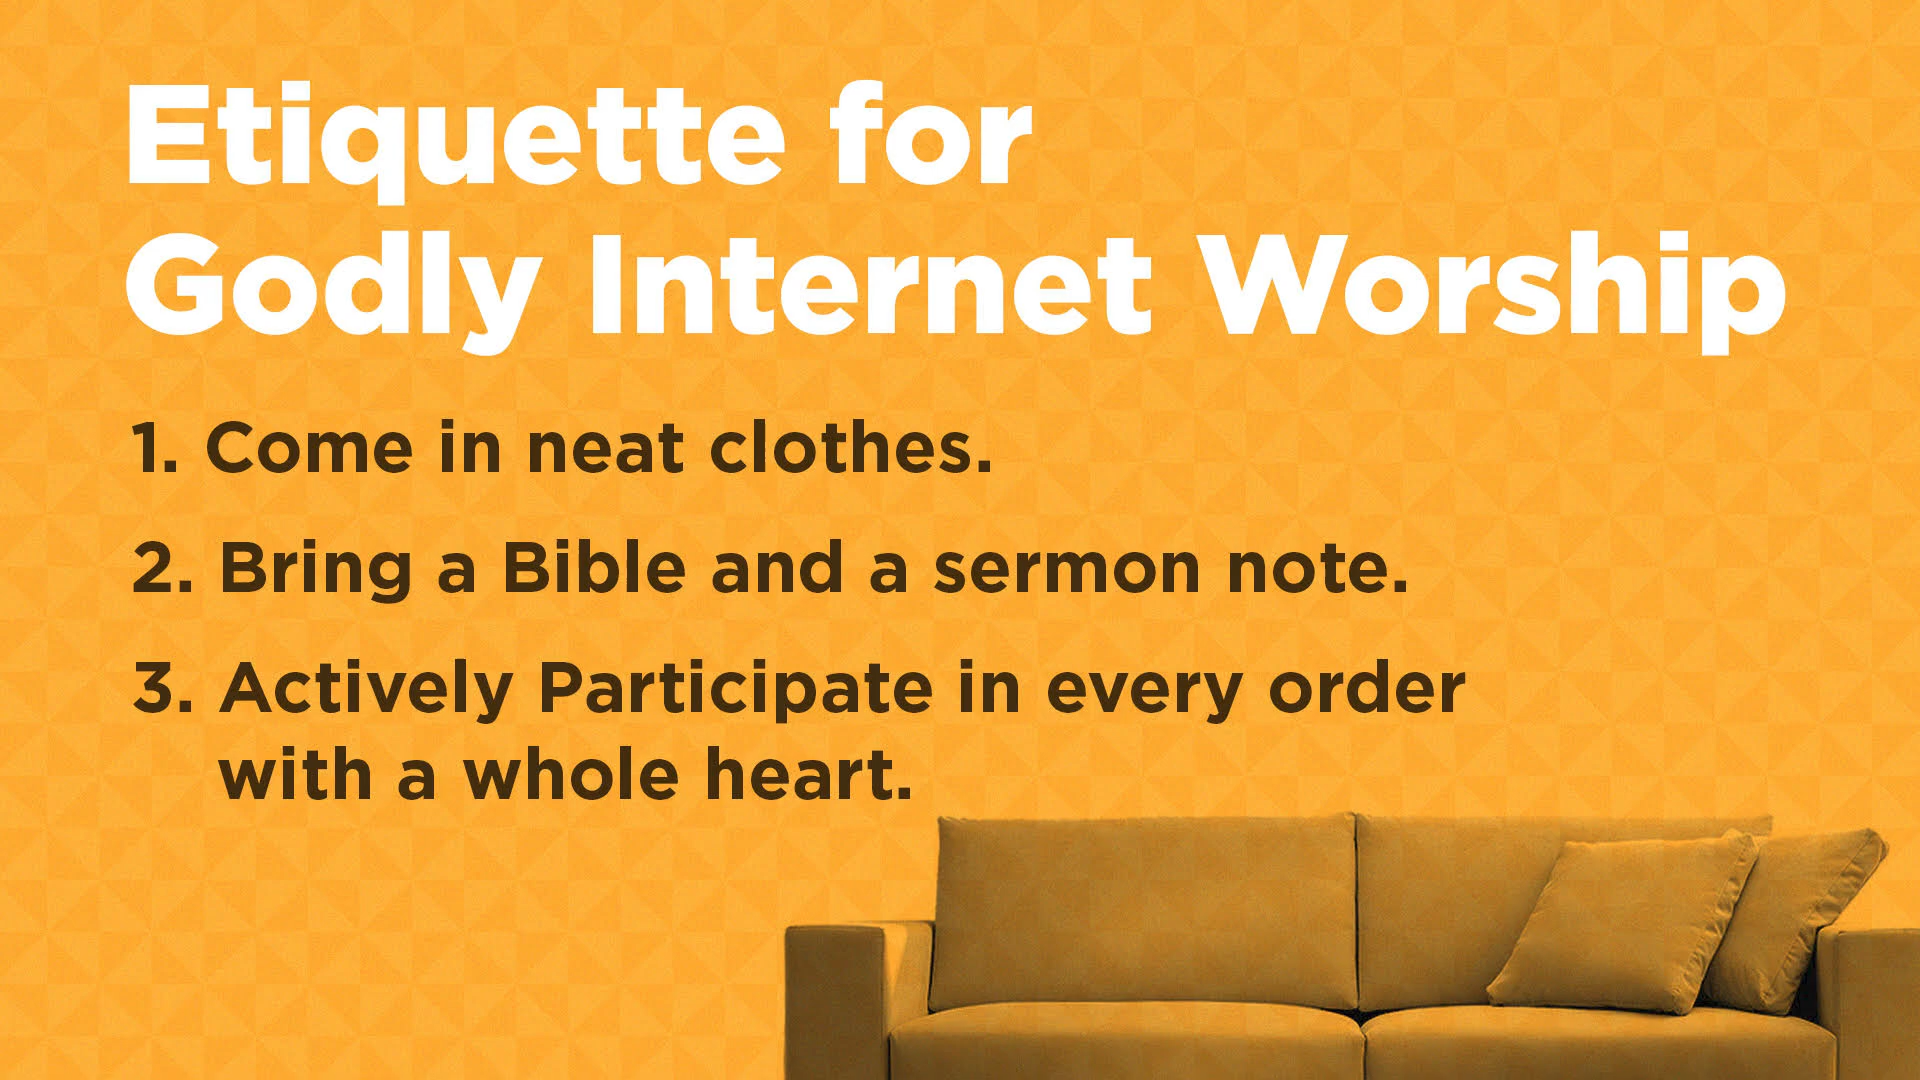 Etiquette for
Godly Internet Worship
1. Come in neat clothes.
2. Bring a Bible and a sermon note.
3. Actively Participate in every order
with a whole heart.